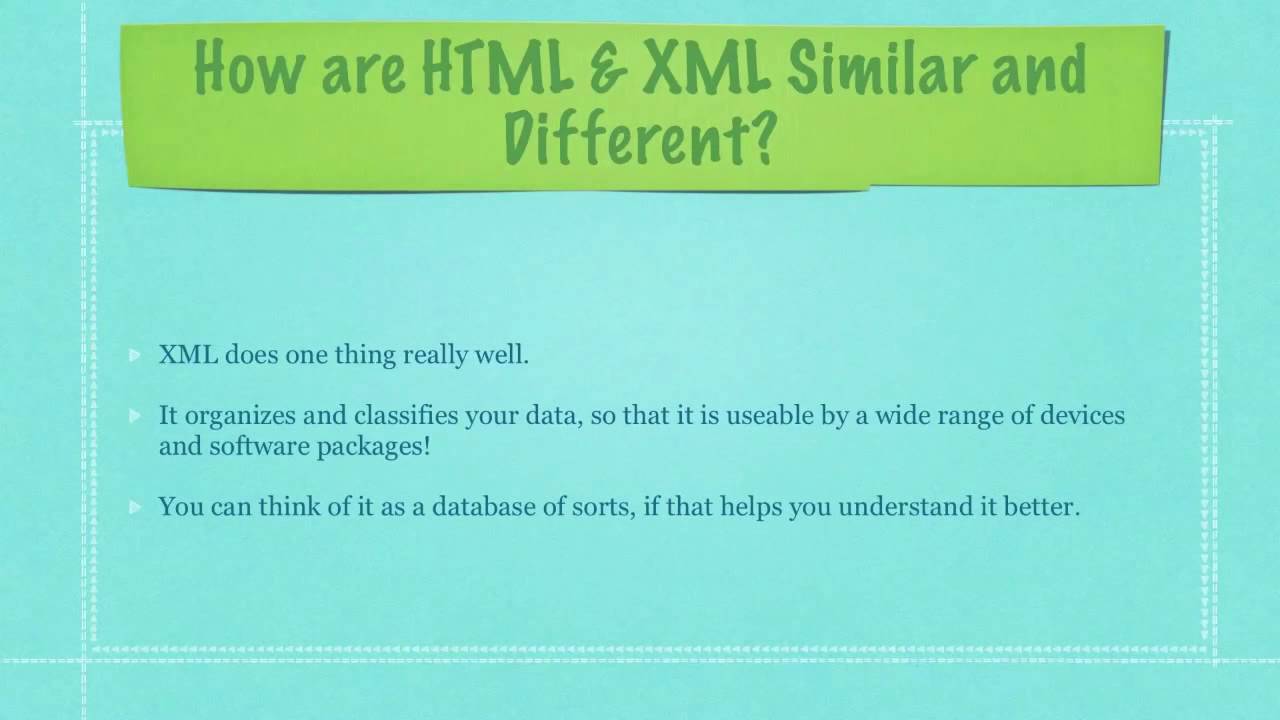 How are HTML & XML Similar and
Different?
XML does one thing really well.
It organizes and classifies your data, so that it is useable by a wide range of devices
and software packages!
You can think of it as a database of sorts, if that helps you understand it better.